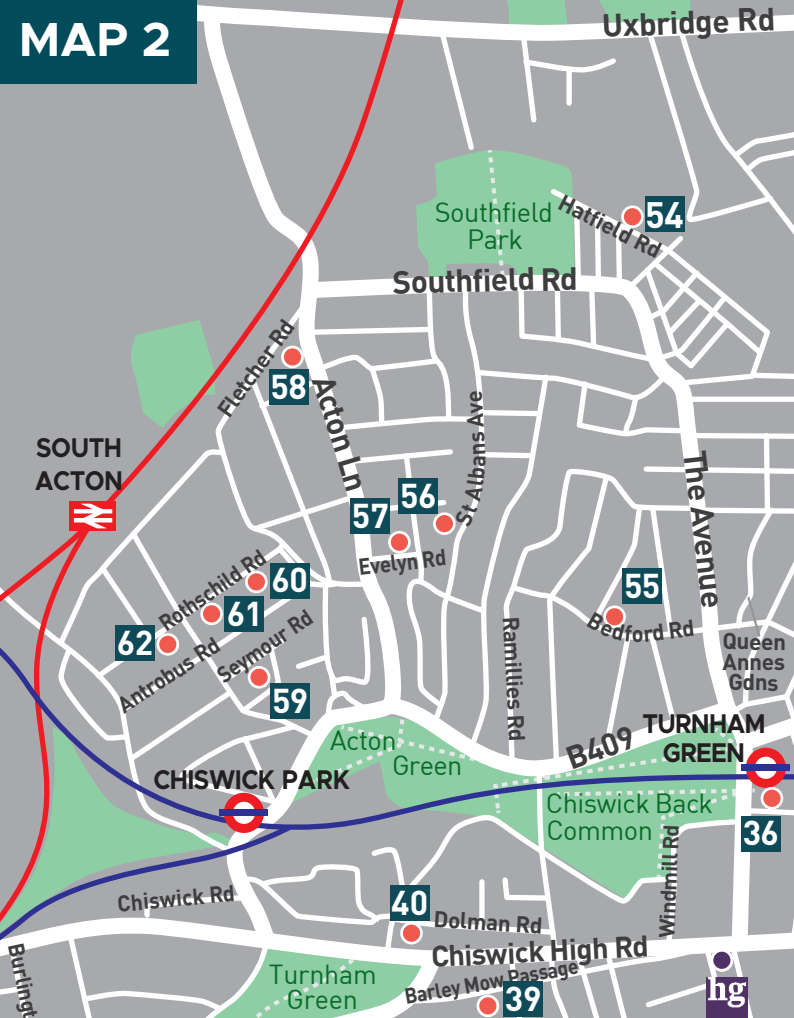 MAP 2
Uxbridge Rd
Southfield
Park
Hatfield Rd
54
Southfield Rd
Fletcher Rd
58
Acton Ln
SOUTH
ACTON
St Albans Ave
56
57
Evelyn Rd
The Avenue
Rothschild Rd
60
61
62
Antrobus Rd
Seymour Rd
59
55
Bedford Rd
Ramillies Rd
Queen
Annes
Gdns
Acton
Green
B409
TURNHAM
GREEN
CHISWICK PARK
Chiswick Back
Common
36
Windmill Rd
Chiswick Rd
40
Dolman Rd
Chiswick High Rd
Burlingt
Turnham
Green
Barley Mow Passage
39
hg